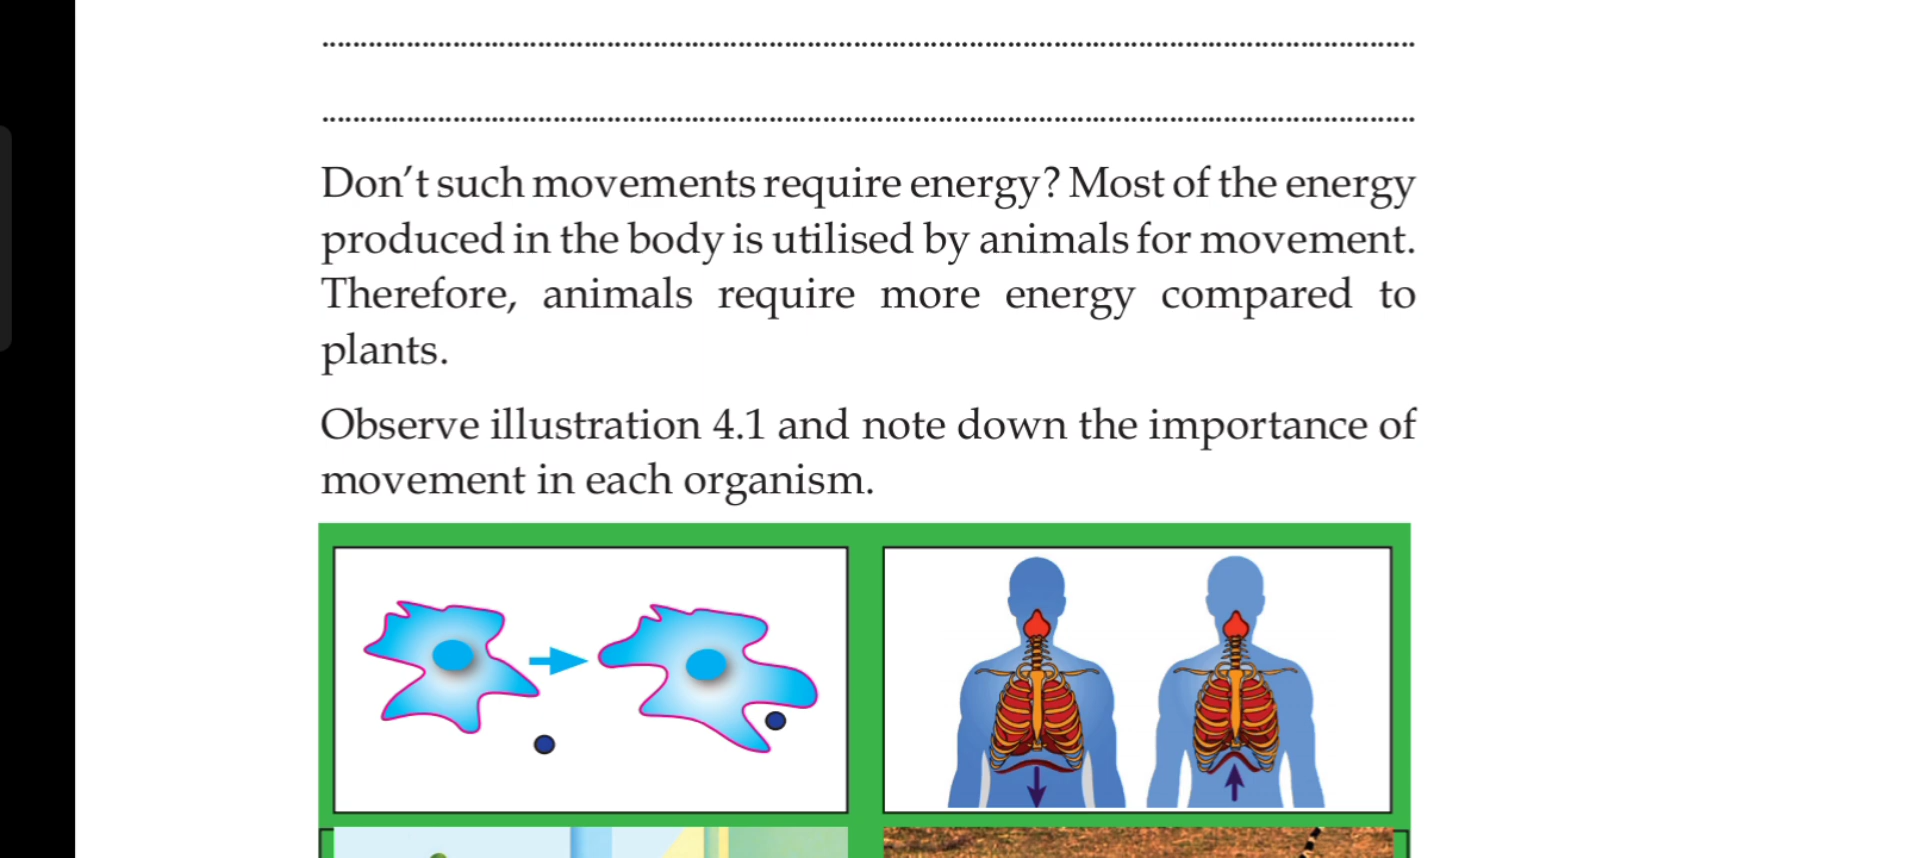 Don't such movements require energy? Most of the energy
produced in the body is utilised by animals for movement.
Therefore, animals require more energy compared to
plants.
Observe illustration 4.1 and note down the importance of
movement in each organism.